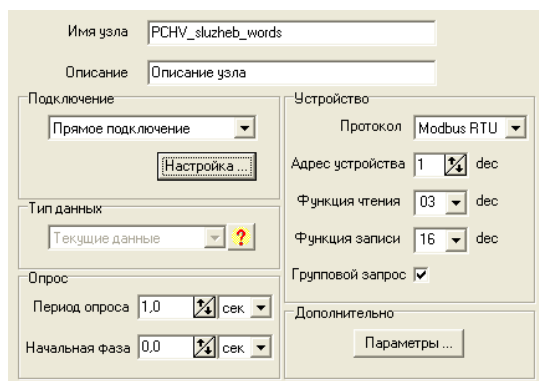 Имя узла PCHV_sluzheb_words
Описание Описание узла
Подключение
Прямое подключение
Настройка ...
Тип данных
Текущие данные ?
Опрос
Период опроса 1,0 сек
Начальная фаза 0,0 сек
Устройство
Протокол Modbus RTU
Адрес устройства 1 dec
Функция чтения 03 dec
Функция записи 16 dec
Групповой запрос
Дополнительно
Параметры ...